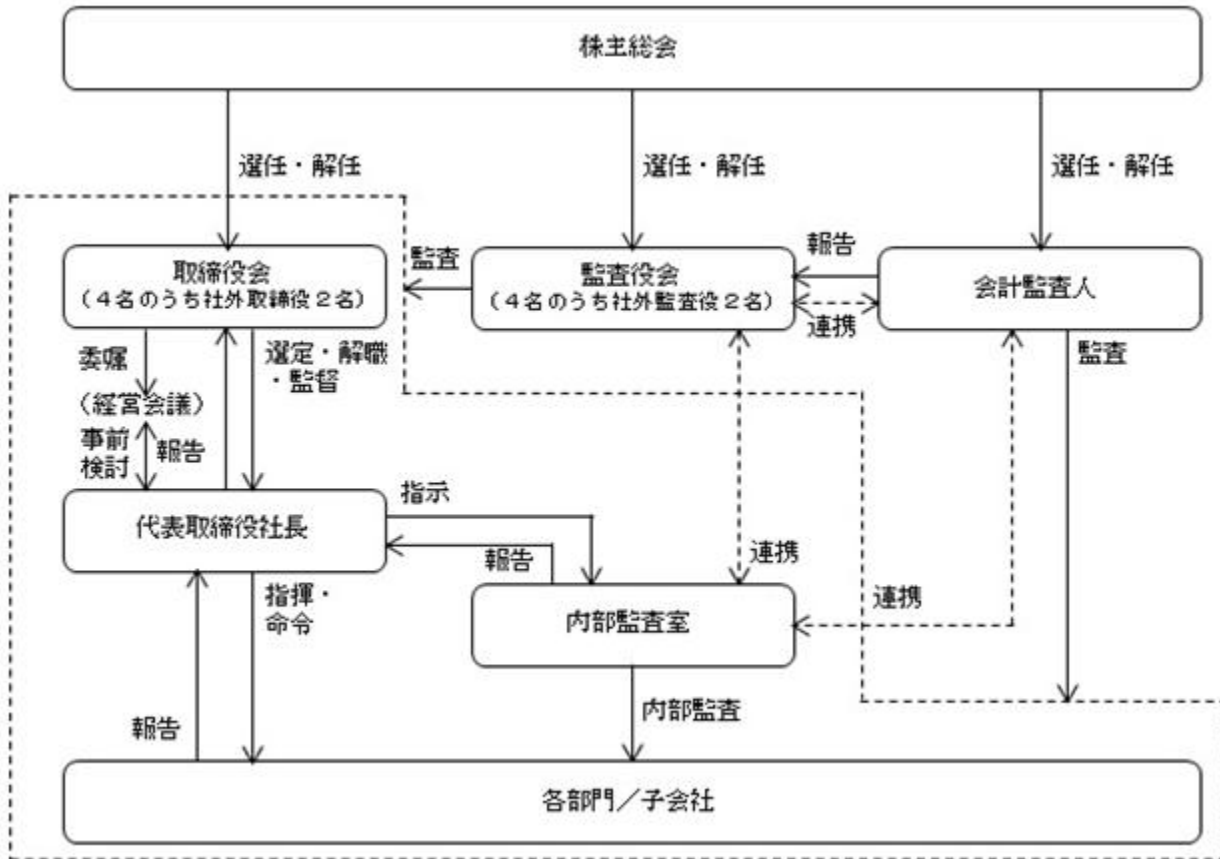 株主総会
選任・解任
選任・解任
選任・解任
取締役会
（４名のうち社外取締役２名）
監査
監査役会
（４名のうち社外監査役２名）
報告
連携
会計監査人
委嘱
選定・解職
・監督
監査
（経営会議）
事前
検討
報告
代表取締役社長
指示
報告
連携
連携
指揮・
命令
内部監査室
報告
内部監査
各部門／子会社